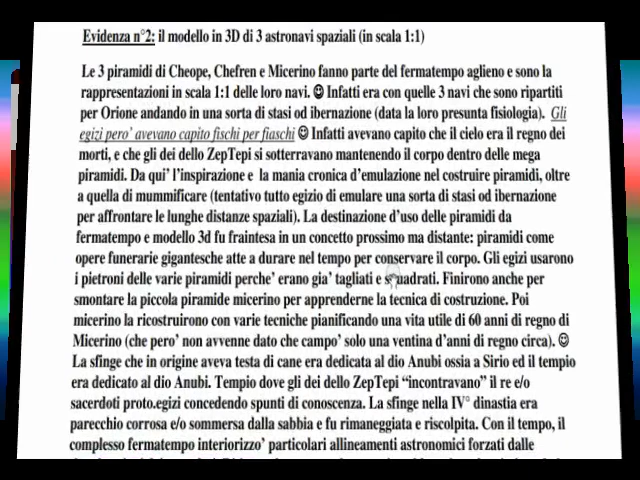 Evidenza n°2: il modello in 3D di 3 astronavi spaziali (in scala 1:1)
Le 3 piramidi di Cheope, Chefren e Micerino fanno parte del fermatempo aglieno e sono la
rappresentazioni in scala 1:1 delle loro navi. ☺ Infatti era con quelle 3 navi che sono ripartiti
per Orione andando in una sorta di stasi od ibernazione (data la loro presunta fisiologia). Gli
egizi pero' avevano capito fischi per fiaschi ☺ Infatti avevano capito che il cielo era il regno dei
morti, e che gli dei dello ZepTepi si sotterravano mantenendo il corpo dentro delle mega
piramidi. Da qui' l'inspirazione e la mania cronica d'emulazione nel costruire piramidi, oltre
a quella di mummificare (tentativo tutto egizio di emulare una sorta di stasi od ibernazione
per affrontare le lunghe distanze spaziali). La destinazione d'uso delle piramidi da
fermatempo e modello 3d fu fraintesa in un concetto prossimo ma distante: piramidi come
opere funerarie gigantesche atte a durare nel tempo per conservare il corpo. Gli egizi usarono
i pietroni delle varie piramidi perche' erano gia' tagliati e squadrati. Finirono anche per
smontare la piccola piramide micerino per apprenderne la tecnica di costruzione. Poi
micerino la ricostruirono con varie tecniche pianificando una vita utile di 60 anni di regno di
Micerino (che pero' non avvenne dato che campo' solo una ventina d'anni di regno circa). ☺
La sfinge che in origine aveva testa di cane era dedicata al dio Anubi ossia a Sirio ed il tempio
era dedicato al dio Anubi. Tempio dove gli dei dello ZepTepi "incontravano" il re e/o
sacerdoti proto.egizi concedendo spunti di conoscenza. La sfinge nella IV° dinastia era
parecchio corrosa e/o sommersa dalla sabbia e fu rimaneggiata e riscolpita. Con il tempo, il
complesso fermatempo interiorizzo' particolari allineamenti astronomici forzati dalle